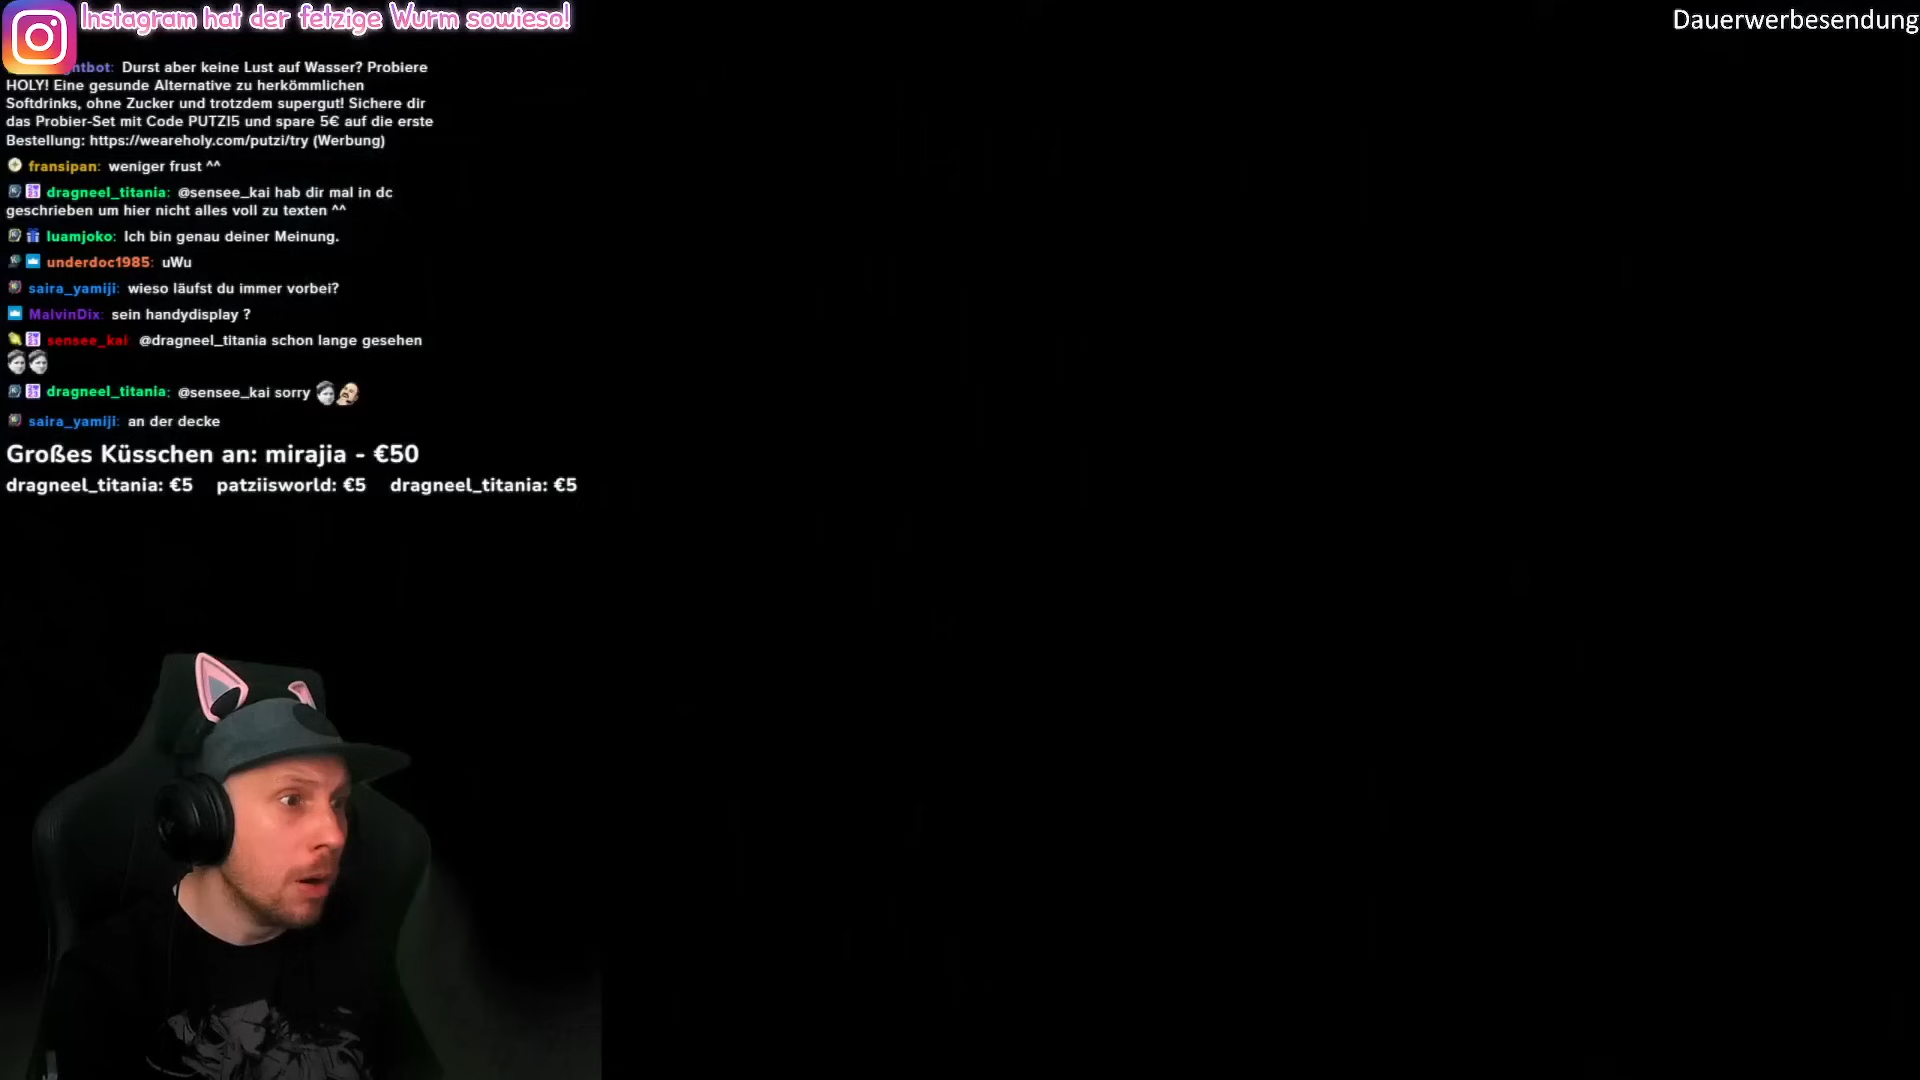 Instagram hat der fetzige Wurm sowieso!
Dauerwerbesendung
htbot: Durst aber keine Lust auf Wasser? Probiere
HOLY! Eine gesunde Alternative zu herkömmlichen
Softdrinks, ohne Zucker und trotzdem supergut! Sichere dir
das Probier-Set mit Code PUTZI5 und spare 5€ auf die erste
Bestellung: https://weareholy.com/putzi/try (Werbung)
fransipan: weniger frust ^^
dragneel_titania: @sensee_kai hab dir mal in dc
geschrieben um hier nicht alles voll zu texten ^^
luamjoko: Ich bin genau deiner Meinung.
underdoc1985: uWu
saira_yamiji: wieso läufst du immer vorbei?
MalvinDix: sein handydisplay ?
sensee_kai: @dragneel_titania schon lange gesehen
dragneel_titania: @sensee_kai sorry
saira_yamiji: an der decke
Großes Küsschen an: mirajia - €50
dragneel_titania: €5 patziisworld: €5 dragneel_titania: €5